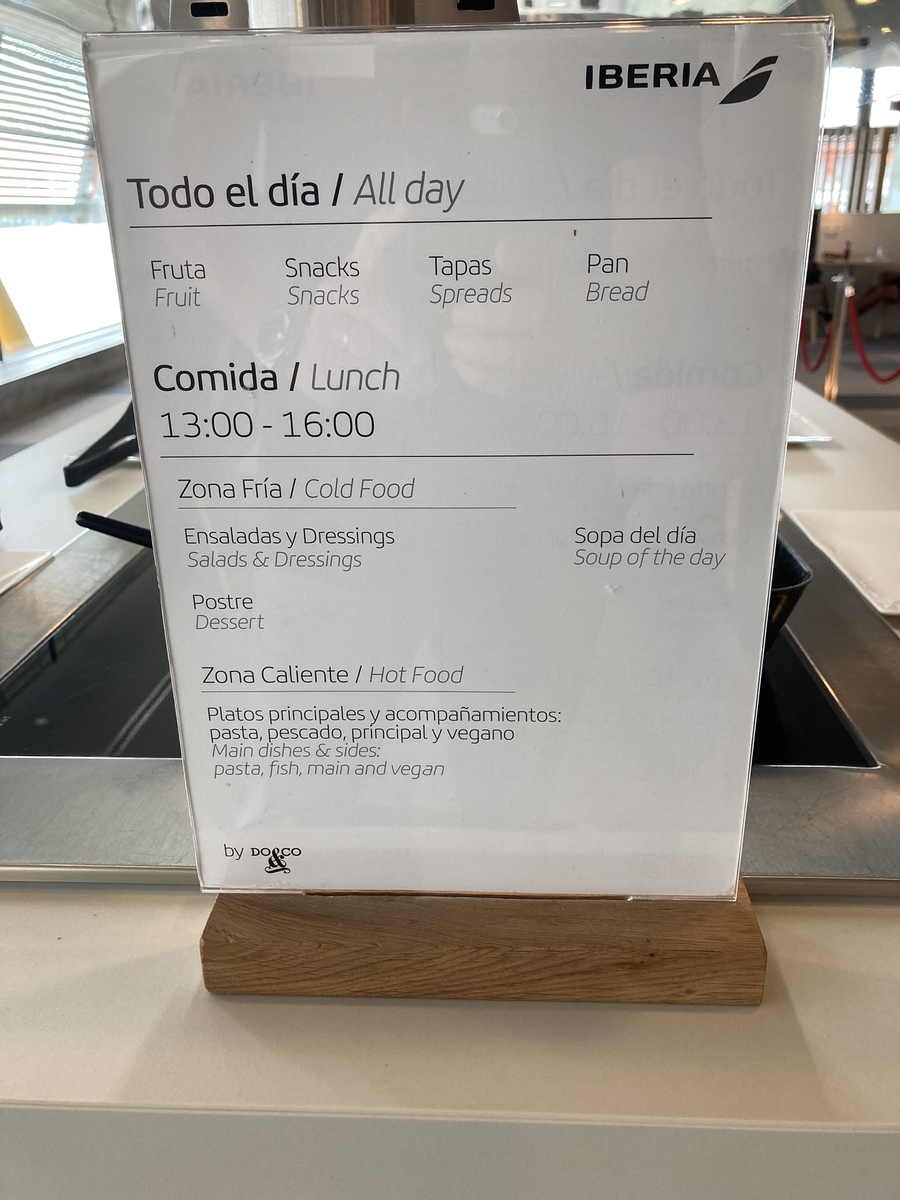 IBERIA
Todo el día / All day
Fruta Snacks Tapas Pan
Fruit Snacks Spreads Bread
Comida / Lunch
13:00 - 16:00
Zona Fría / Cold Food
Ensaladas y Dressings Sopa del día
Salads & Dressings Soup of the day
Postre
Dessert
Zona Caliente / Hot Food
Platos principales y acompañamientos:
pasta, pescado, principal y vegano
Main dishes & sides:
pasta, fish, main and vegan
by DO & CO